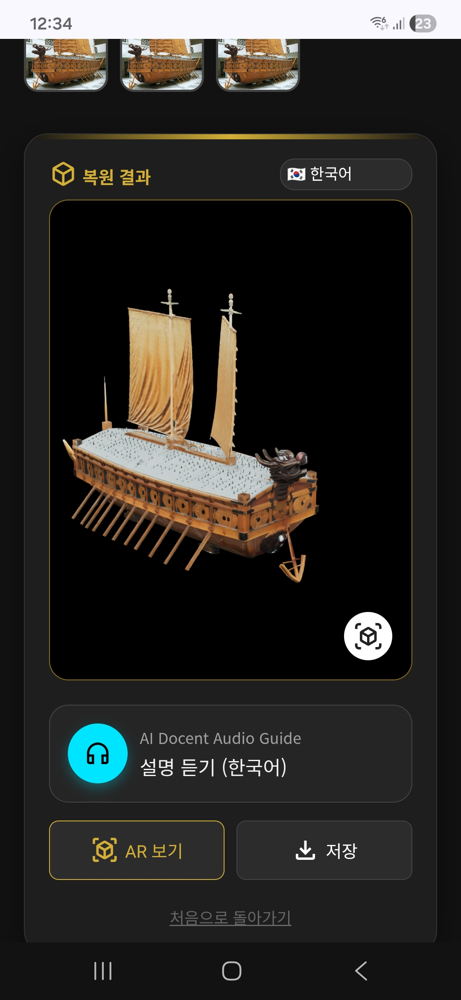 12:34
6
23
복원 결과
🇰🇷 한국어
AI Docent Audio Guide
설명 듣기 (한국어)
AR 보기
저장
처음으로 돌아가기